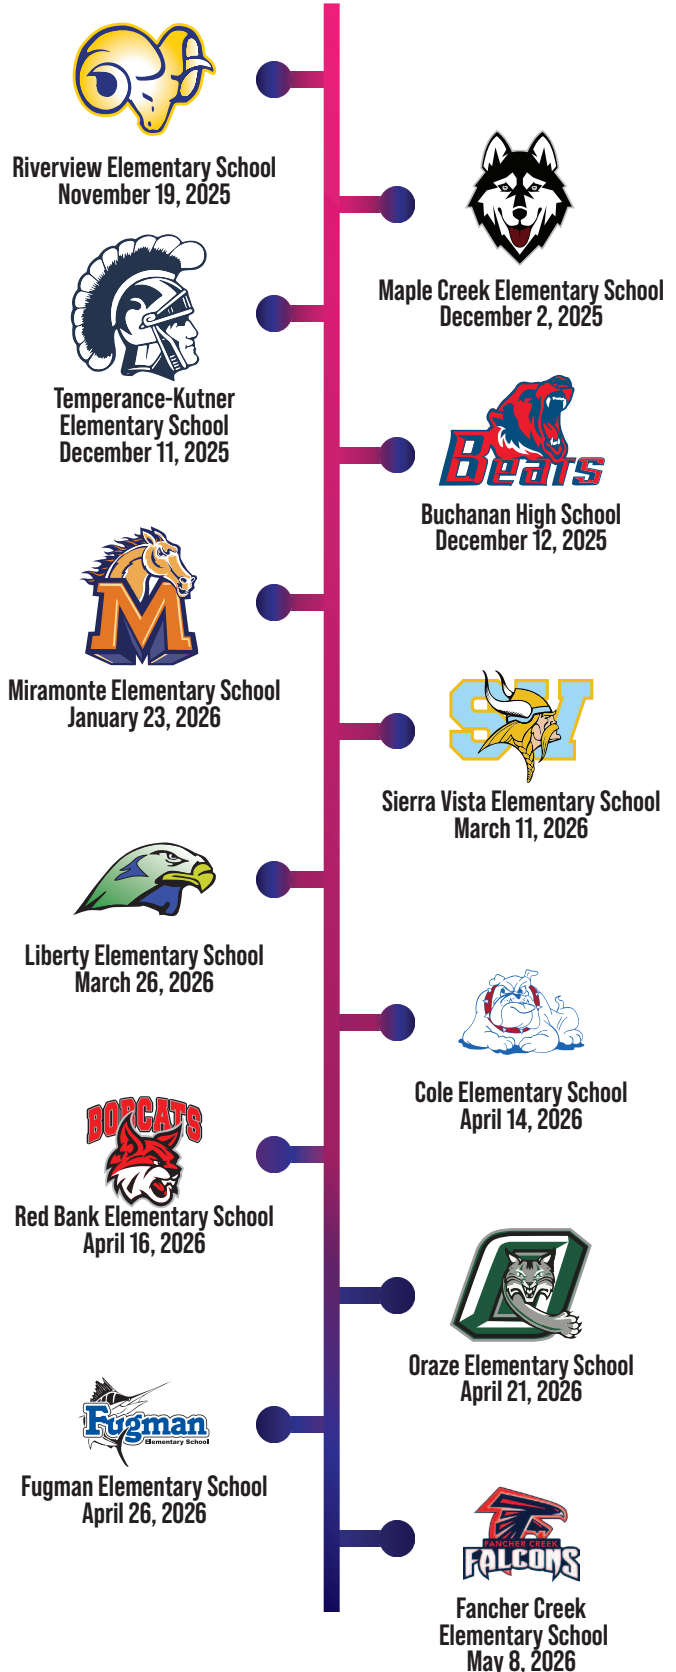 Riverview Elementary School
November 19, 2025
Maple Creek Elementary School
December 2, 2025
Temperance-Kutner
Elementary School
December 11, 2025
Bears
Buchanan High School
December 12, 2025
M
Miramonte Elementary School
January 23, 2026
SV
Sierra Vista Elementary School
March 11, 2026
Liberty Elementary School
March 26, 2026
Cole Elementary School
April 14, 2026
BOBCATS
Red Bank Elementary School
April 16, 2026
O
Oraze Elementary School
April 21, 2026
Fugman
Elementary School
Fugman Elementary School
April 26, 2026
FANCHER CREEK
FALCONS
Fancher Creek
Elementary School
May 8, 2026